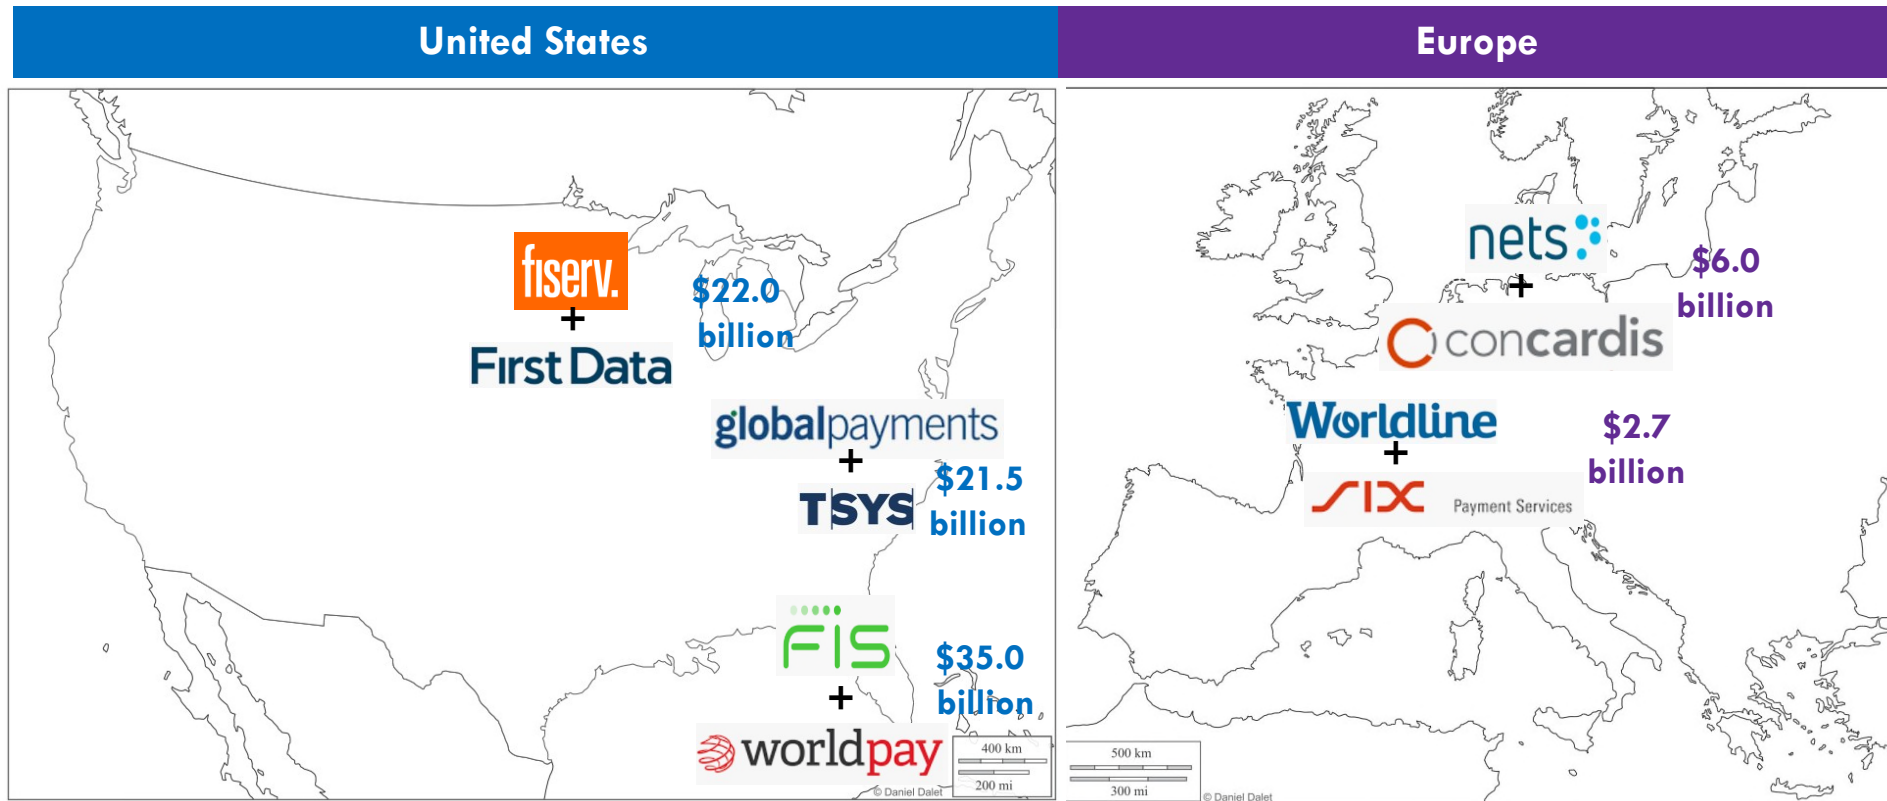 United States
Europe
fiserv.
+
First Data
$22.0
billion
globalpayments
+
TSYS
$21.5
billion
FIS
+
worldpay
$35.0
billion
400 km
200 mi
© Daniel Dalet
nets
+
concardis
$6.0
billion
Worldline
+
SIX Payment Services
$2.7
billion
500 km
300 mi
© Daniel Dalet